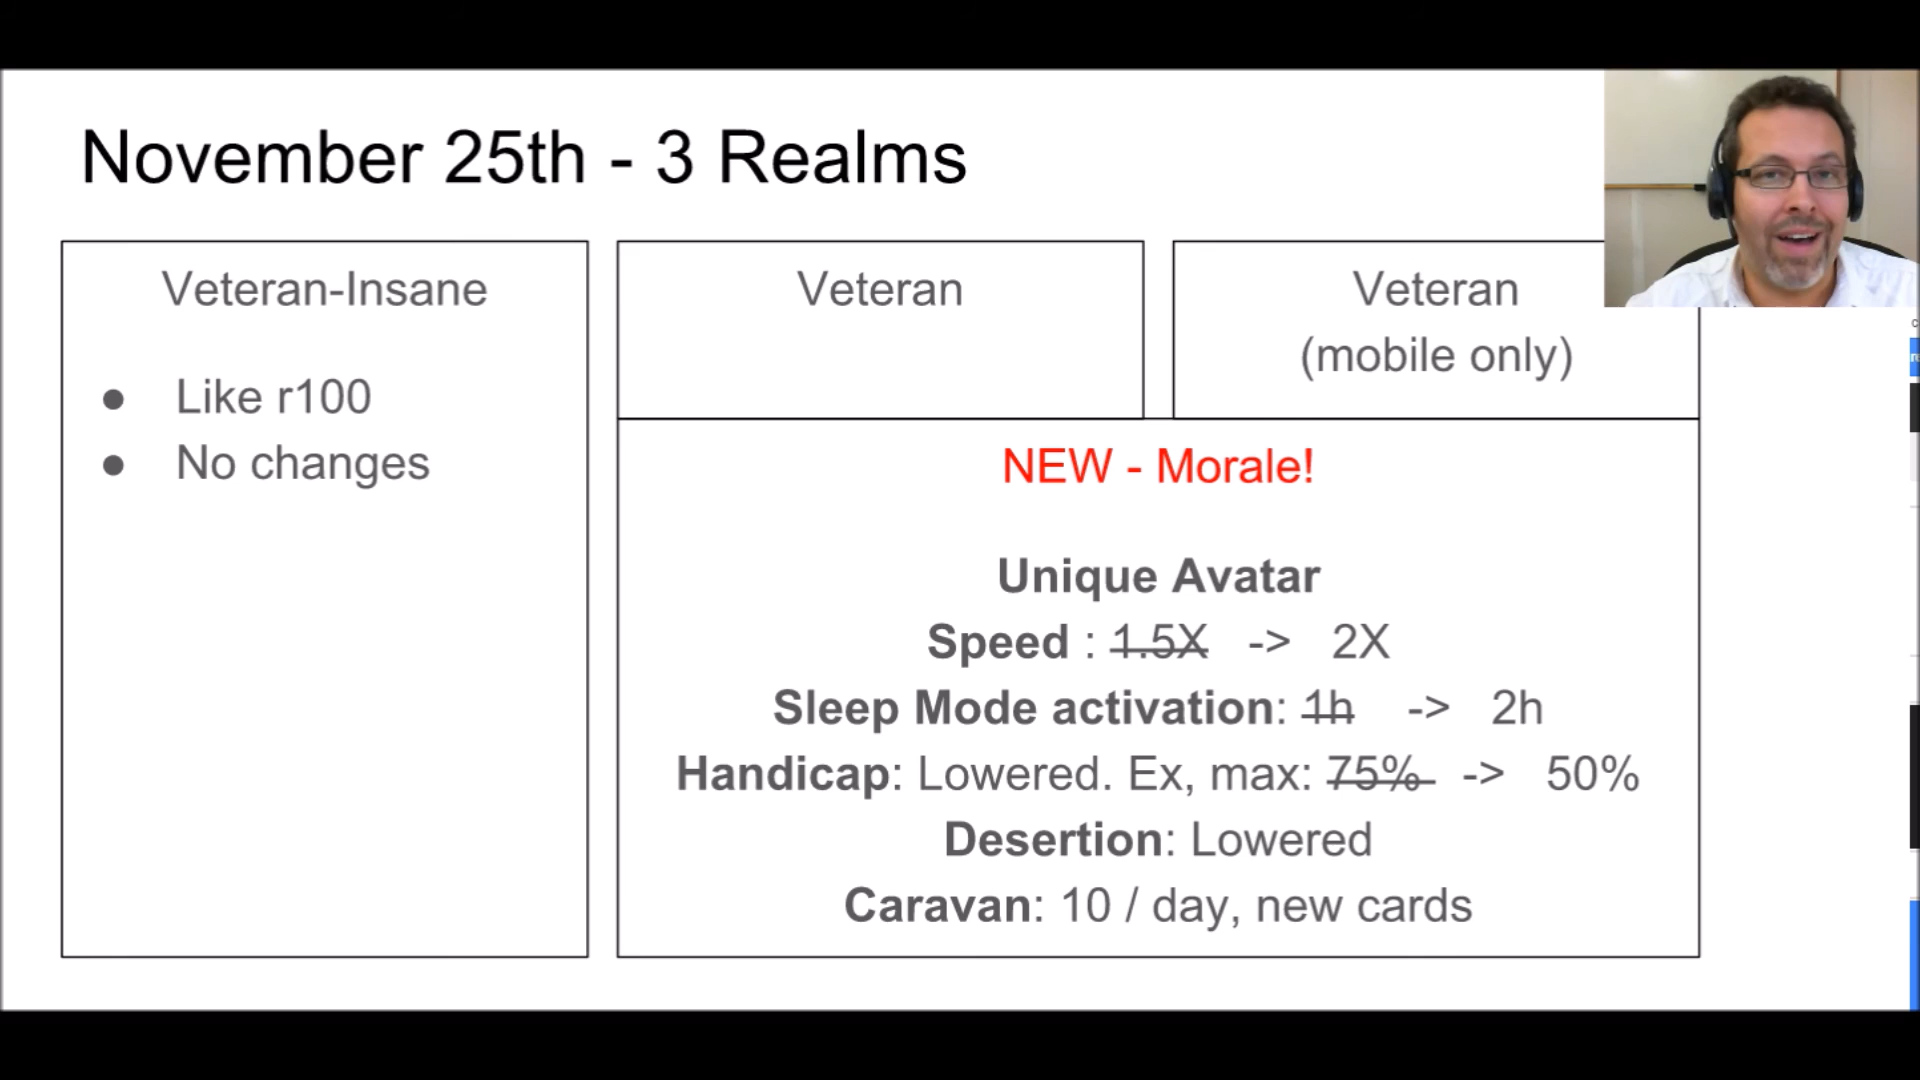 November 25th - 3 Realms
Veteran-Insane
● Like r100
● No changes
Veteran
Veteran
(mobile only)
NEW - Morale!
Unique Avatar
Speed : 1.5X -> 2X
Sleep Mode activation: 1h -> 2h
Handicap: Lowered. Ex, max: 75% -> 50%
Desertion: Lowered
Caravan: 10 / day, new cards